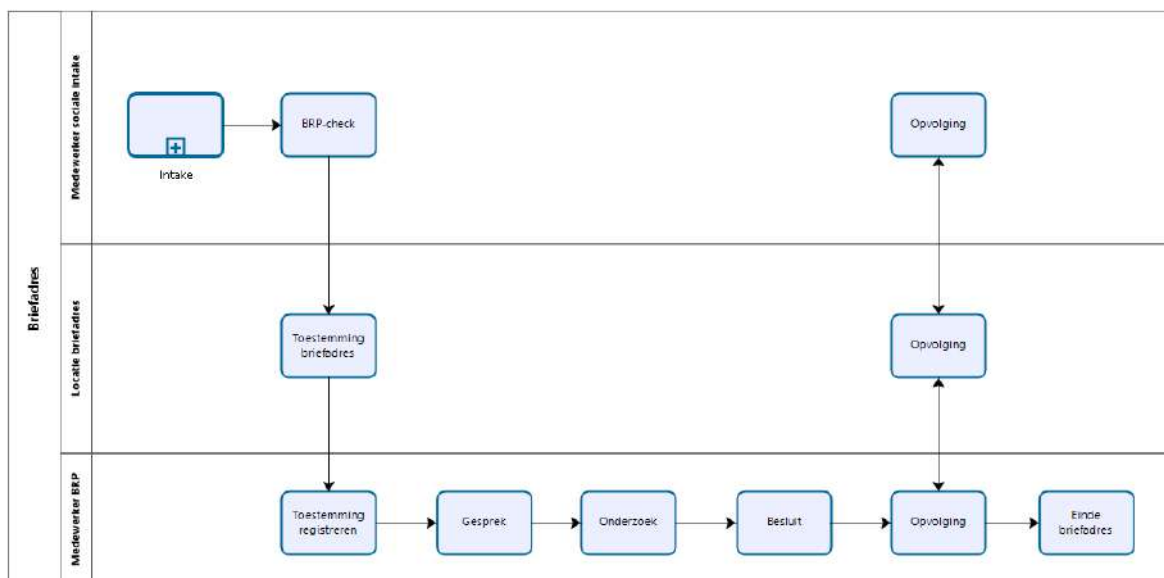 Briefadres
Medewerker sociale intake
Intake
BRP-check
Opvolging
Locatie briefadres
Toestemming
briefadres
Opvolging
Medewerker BRP
Toestemming
registreren
Gesprek
Onderzoek
Besluit
Opvolging
Einde
briefadres